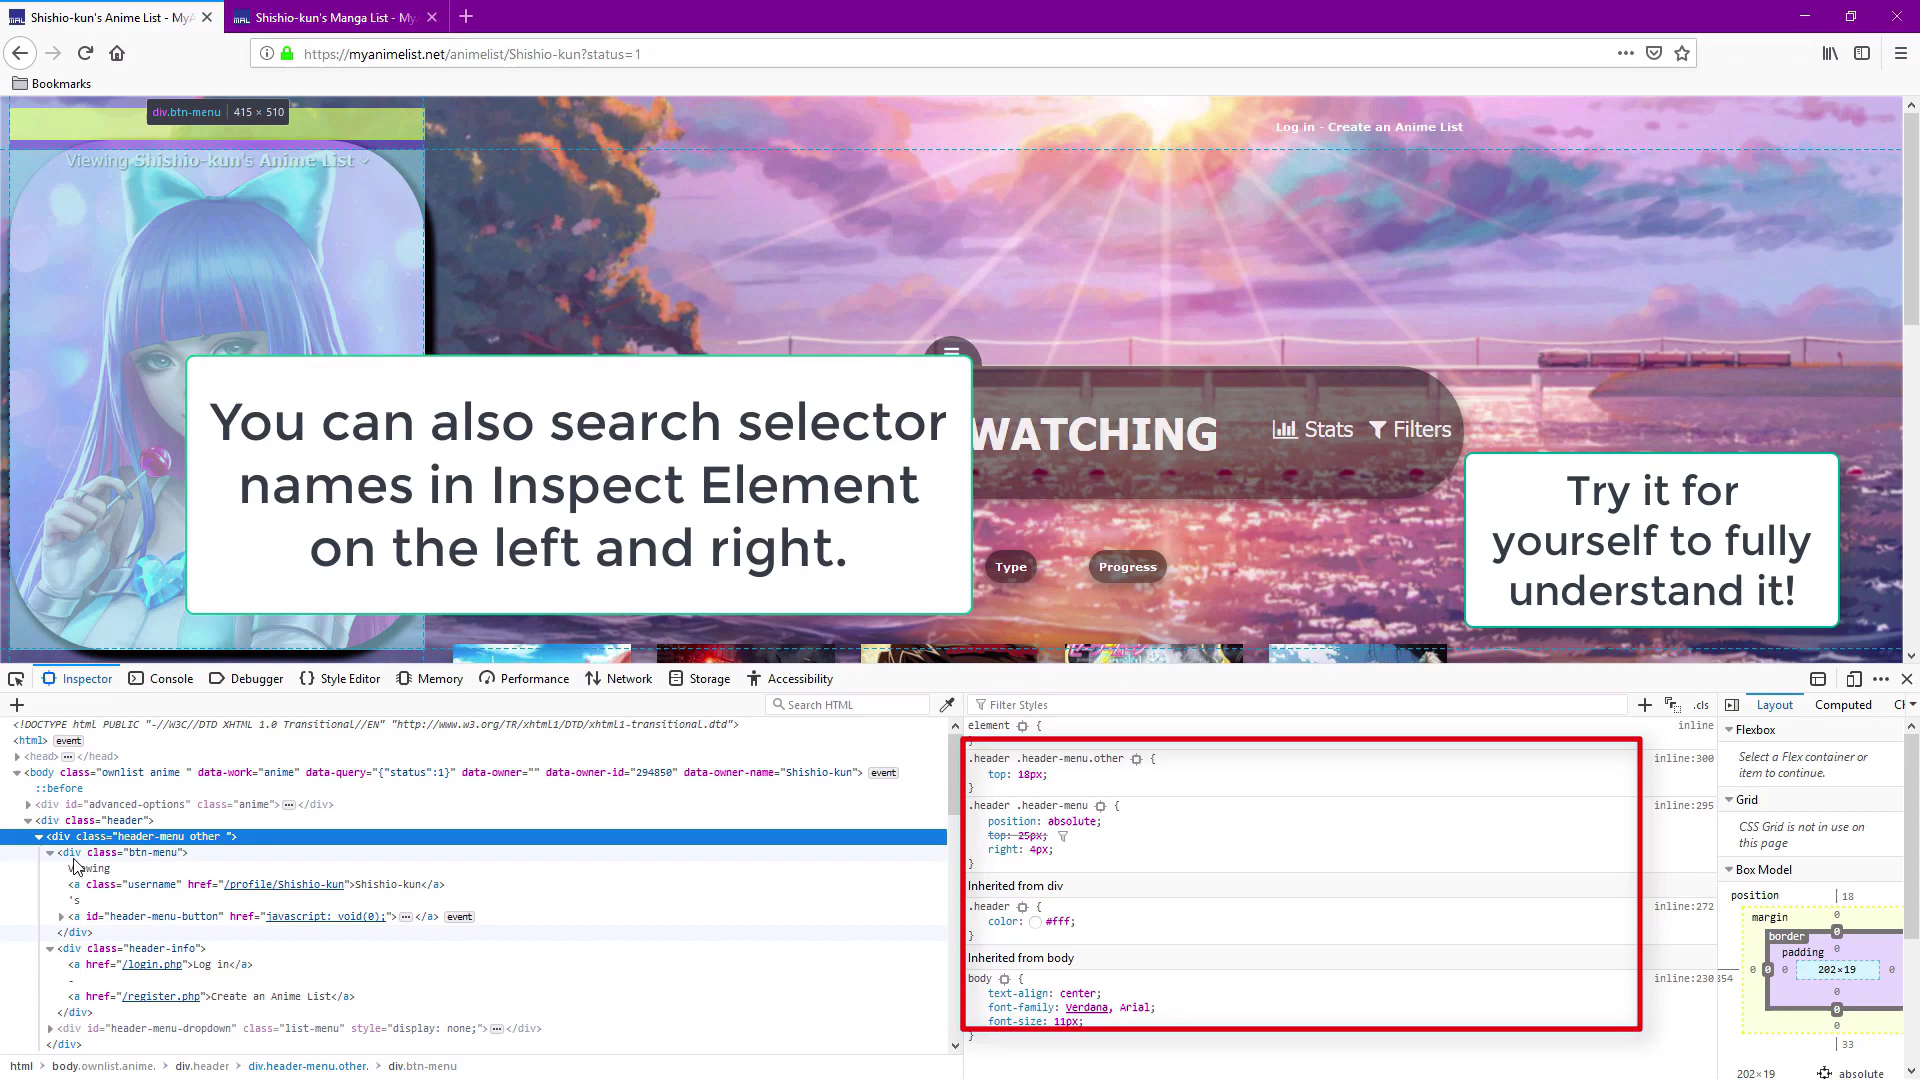 Shishio-kun's Anime List - MyA
Shishio-kun's Manga List - My
https://myanimelist.net/animelist/Shishio-kun?status=1
Bookmarks
div.btn-menu 415 × 510
Log in - Create an Anime List
Viewing Shishio-kun's Anime List
WATCHING
Stats Filters
You can also search selector
names in Inspect Element
on the left and right.
Try it for
yourself to fully
understand it!
Type
Progress
Inspector Console Debugger Style Editor Memory Performance Network Storage Accessibility
Search HTML
<!DOCTYPE html PUBLIC "-//W3C//DTD XHTML 1.0 Transitional//EN" "http://www.w3.org/TR/xhtml1/DTD/xhtml1-transitional.dtd">
<html> event
<head> ... </head>
<body class="ownlist anime " data-work="anime" data-query="{"status":1}" data-owner="" data-owner-id="294850" data-owner-name="Shishio-kun"> event
::before
<div id="advanced-options" class="anime"> ... </div>
<div class="header">
<div class="header-menu other ">
<div class="btn-menu">
<a class="username" href="/profile/Shishio-kun">Shishio-kun</a>
's
<a id="header-menu-button" href="javascript: void(0);"> ... </a> event
</div>
<div class="header-info">
<a href="/login.php">Log in</a>
-
<a href="/register.php">Create an Anime List</a>
</div>
<div id="header-menu-dropdown" class="list-menu" style="display: none;"> ... </div>
</div>
html > body.ownlist.anime. > div.header > div.header-menu.other. > div.btn-menu
Filter Styles
.cls
element { inline
}
.header .header-menu.other { inline:300
top: 18px;
}
.header .header-menu { inline:295
position: absolute;
top: 25px;
right: 4px;
}
Inherited from div
.header { inline:272
color: #fff;
}
Inherited from body
body { inline:230
text-align: center;
font-family: Verdana, Arial;
font-size: 11px;
}
Layout Computed Ch
Flexbox
Select a Flex container or
item to continue.
Grid
CSS Grid is not in use on
this page
Box Model
position 18
margin 0
border 0
padding 0
354 0 0 0 202×19 0
0
0
0
33
202×19 absolute